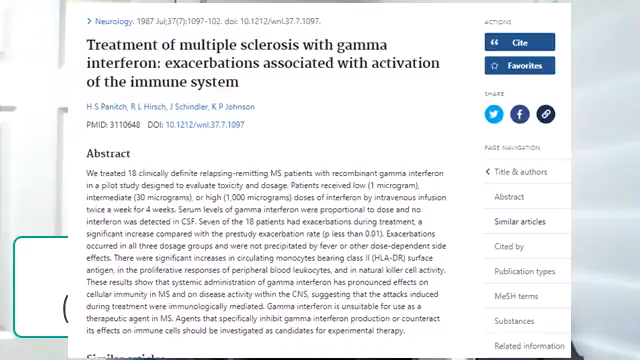 Neurology. 1987 Jul;37(7):1097-102. doi: 10.1212/wnl.37.7.1097.
Treatment of multiple sclerosis with gamma
interferon: exacerbations associated with activation
of the immune system
H S Panitch, R L Hirsch, J Schindler, K P Johnson
PMID: 3110648 DOI: 10.1212/wnl.37.7.1097
Abstract
We treated 18 clinically definite relapsing-remitting MS patients with recombinant gamma interferon
in a pilot study designed to evaluate toxicity and dosage. Patients received low (1 microgram),
intermediate (30 micrograms), or high (1,000 micrograms) doses of interferon by intravenous infusion
twice a week for 4 weeks. Serum levels of gamma interferon were proportional to dose and no
interferon was detected in CSF. Seven of the 18 patients had exacerbations during treatment, a
significant increase compared with the prestudy exacerbation rate (p less than 0.01). Exacerbations
occurred in all three dosage groups and were not precipitated by fever or other dose-dependent side
effects. There were significant increases in circulating monocytes bearing class II (HLA-DR) surface
antigen, in the proliferative responses of peripheral blood leukocytes, and in natural killer cell activity.
These results show that systemic administration of gamma interferon has pronounced effects on
cellular immunity in MS and on disease activity within the CNS, suggesting that the attacks induced
during treatment were immunologically mediated. Gamma interferon is unsuitable for use as a
therapeutic agent in MS. Agents that specifically inhibit gamma interferon production or counteract
its effects on immune cells should be investigated as candidates for experimental therapy.
ACTIONS
Cite
Favorites
SHARE
PAGE NAVIGATION
Title & authors
Abstract
Similar articles
Cited by
Publication types
MeSH terms
Substances
Related information